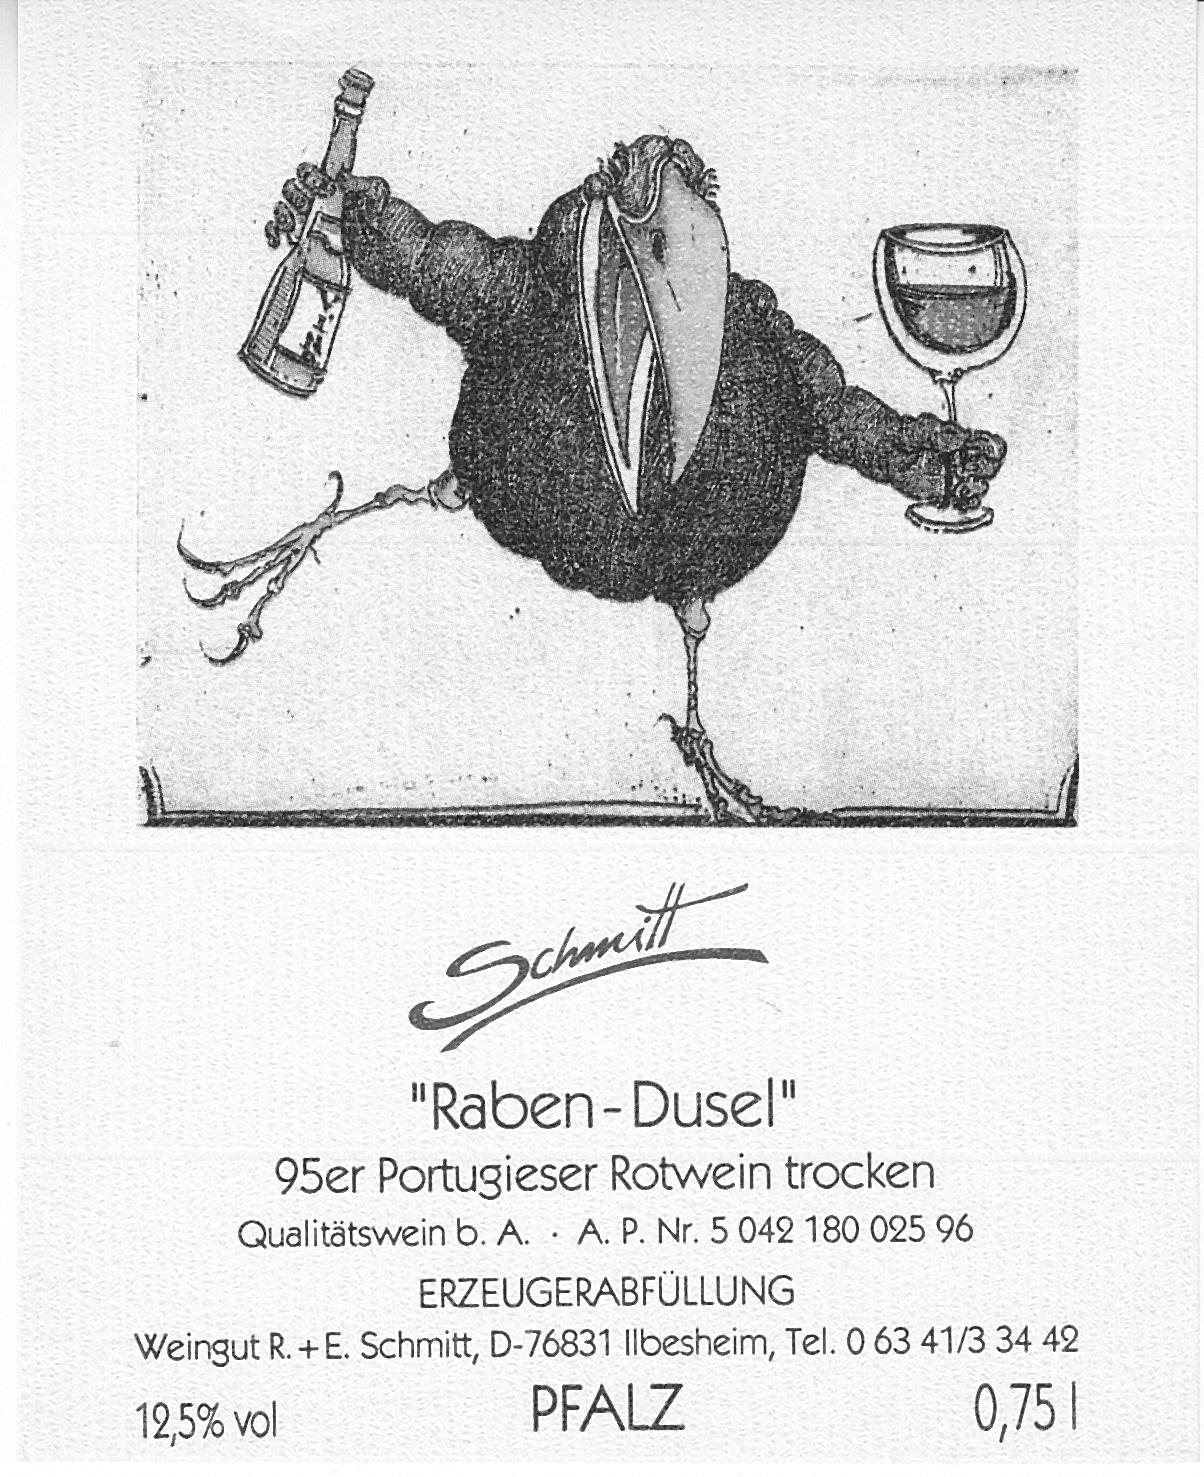 Schmitt
"Raben-Dusel"
95er Portugieser Rotwein trocken
Qualitätswein b. A. · A. P. Nr. 5 042 180 025 96
ERZEUGERABFÜLLUNG
Weingut R. + E. Schmitt, D-76831 Ilbesheim, Tel. 0 63 41/3 34 42
12,5% vol PFALZ 0,75 l